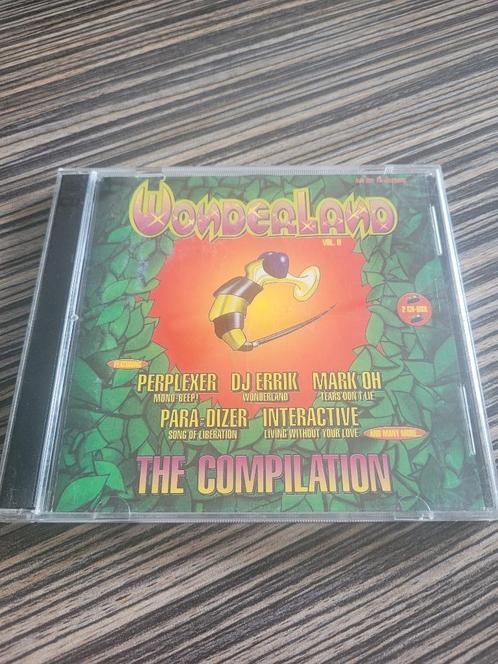 WONDERLAND
VOL. II
2 CD-BOX
FEATURING
PERPLEXER DJ ERRIK MARK OH
MONO-BEEP! WONDERLAND TEARS DON'T LIE
PARA-DIZER INTERACTIVE
SONG OF LIBERATION LIVING WITHOUT YOUR LOVE
AND MANY MORE...
THE COMPILATION